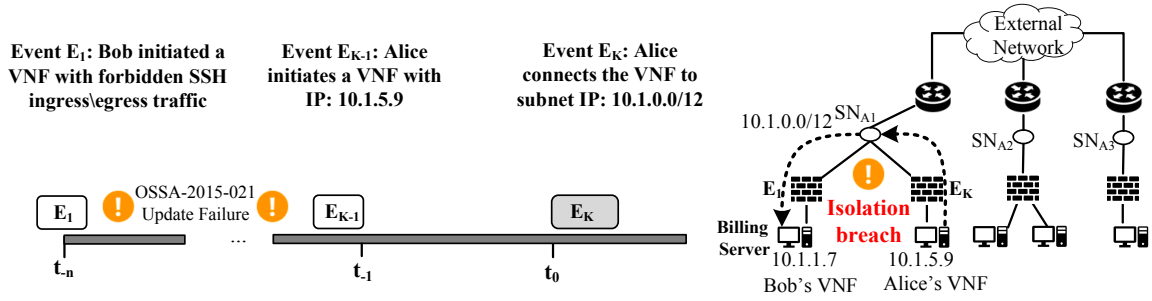 Event E1: Bob initiated a
VNF with forbidden SSH
ingress\egress traffic
Event EK-1: Alice
initiates a VNF with
IP: 10.1.5.9
Event EK: Alice
connects the VNF to
subnet IP: 10.1.0.0/12
E1
!
OSSA-2015-021
Update Failure
!
...
EK-1
EK
t-n
t-1
t0
External
Network
10.1.0.0/12
SNA1
SNA2
SNA3
E1
!
EK
Isolation
breach
Billing
Server
10.1.1.7
10.1.5.9
Bob's VNF
Alice's VNF